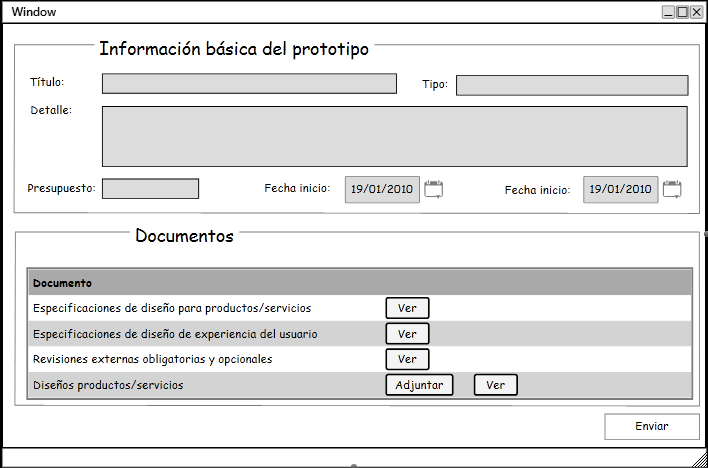 Window
Información básica del prototipo
Título:
Tipo:
Detalle:
Presupuesto:
Fecha inicio: 19/01/2010
Fecha inicio: 19/01/2010
Documentos
Documento
Especificaciones de diseño para productos/servicios Ver
Especificaciones de diseño de experiencia del usuario Ver
Revisiones externas obligatorias y opcionales Ver
Diseños productos/servicios Adjuntar Ver
Enviar